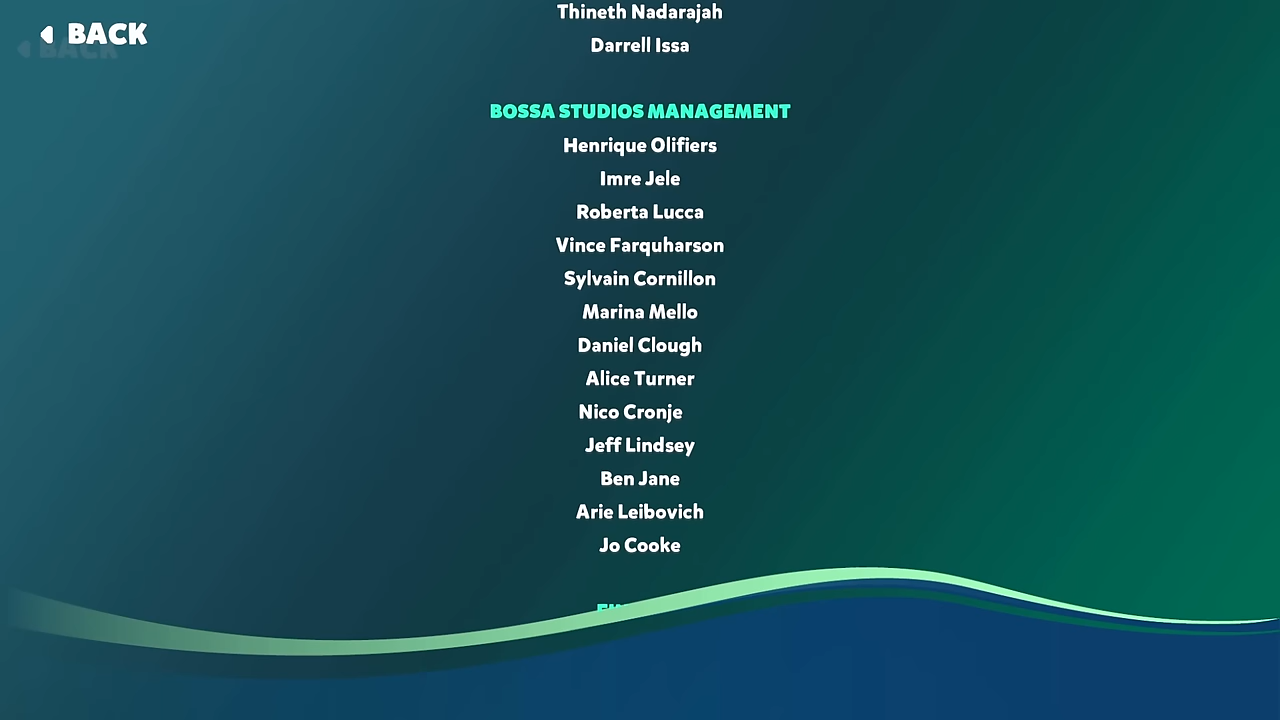 BACK
BACK
Thineth Nadarajah
Darrell Issa
BOSSA STUDIOS MANAGEMENT
Henrique Olifiers
Imre Jele
Roberta Lucca
Vince Farquharson
Sylvain Cornillon
Marina Mello
Daniel Clough
Alice Turner
Nico Cronje
Jeff Lindsey
Ben Jane
Arie Leibovich
Jo Cooke